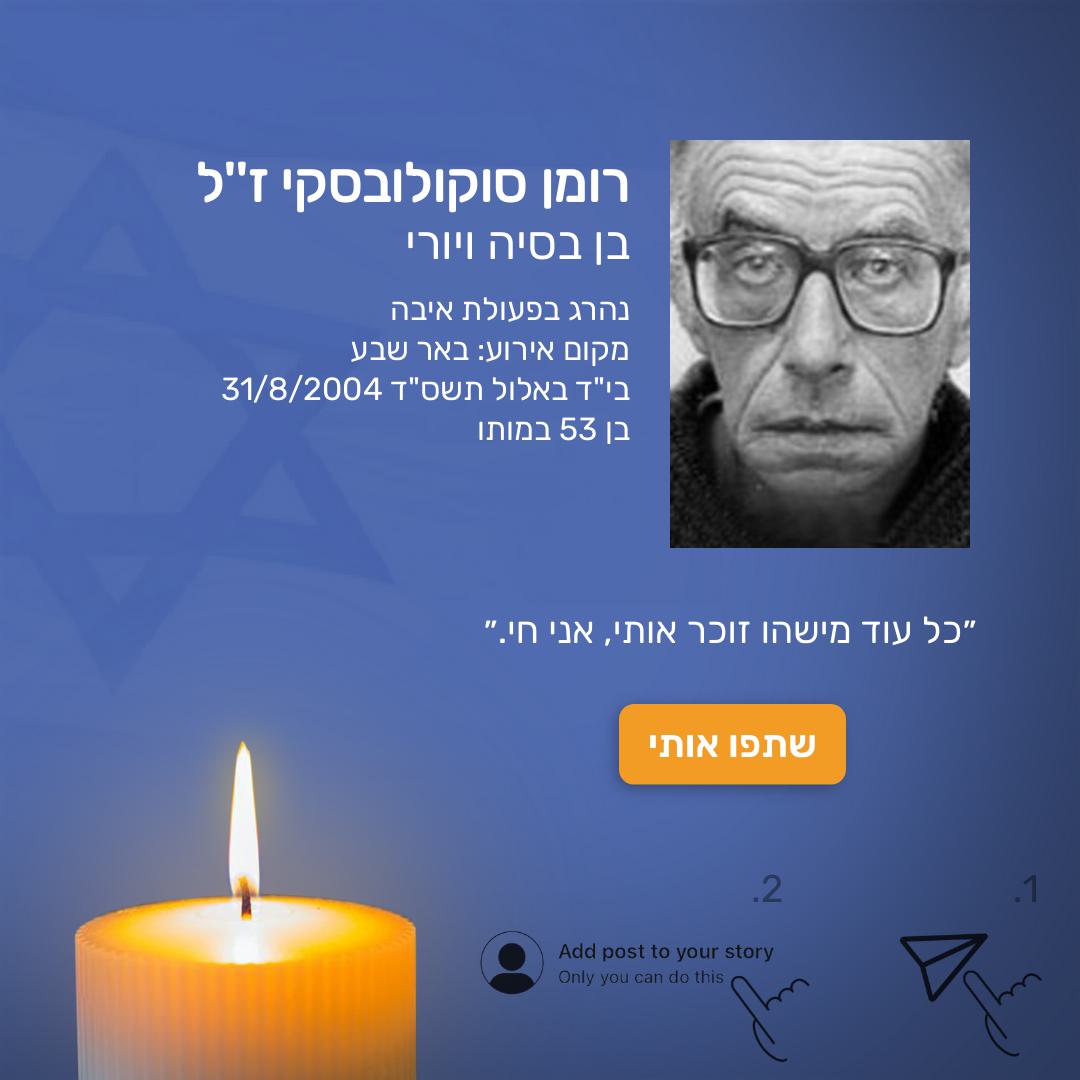 רומן סוקולובסקי ז"ל
בן בסיה ויורי
נהרג בפעולת איבה
מקום אירוע: באר שבע
בי"ד באלול תשס"ד 31/8/2004
בן 53 במותו
"כל עוד מישהו זוכר אותי, אני חי."
שתפו אותי
1.
2.
Add post to your story
Only you can do this